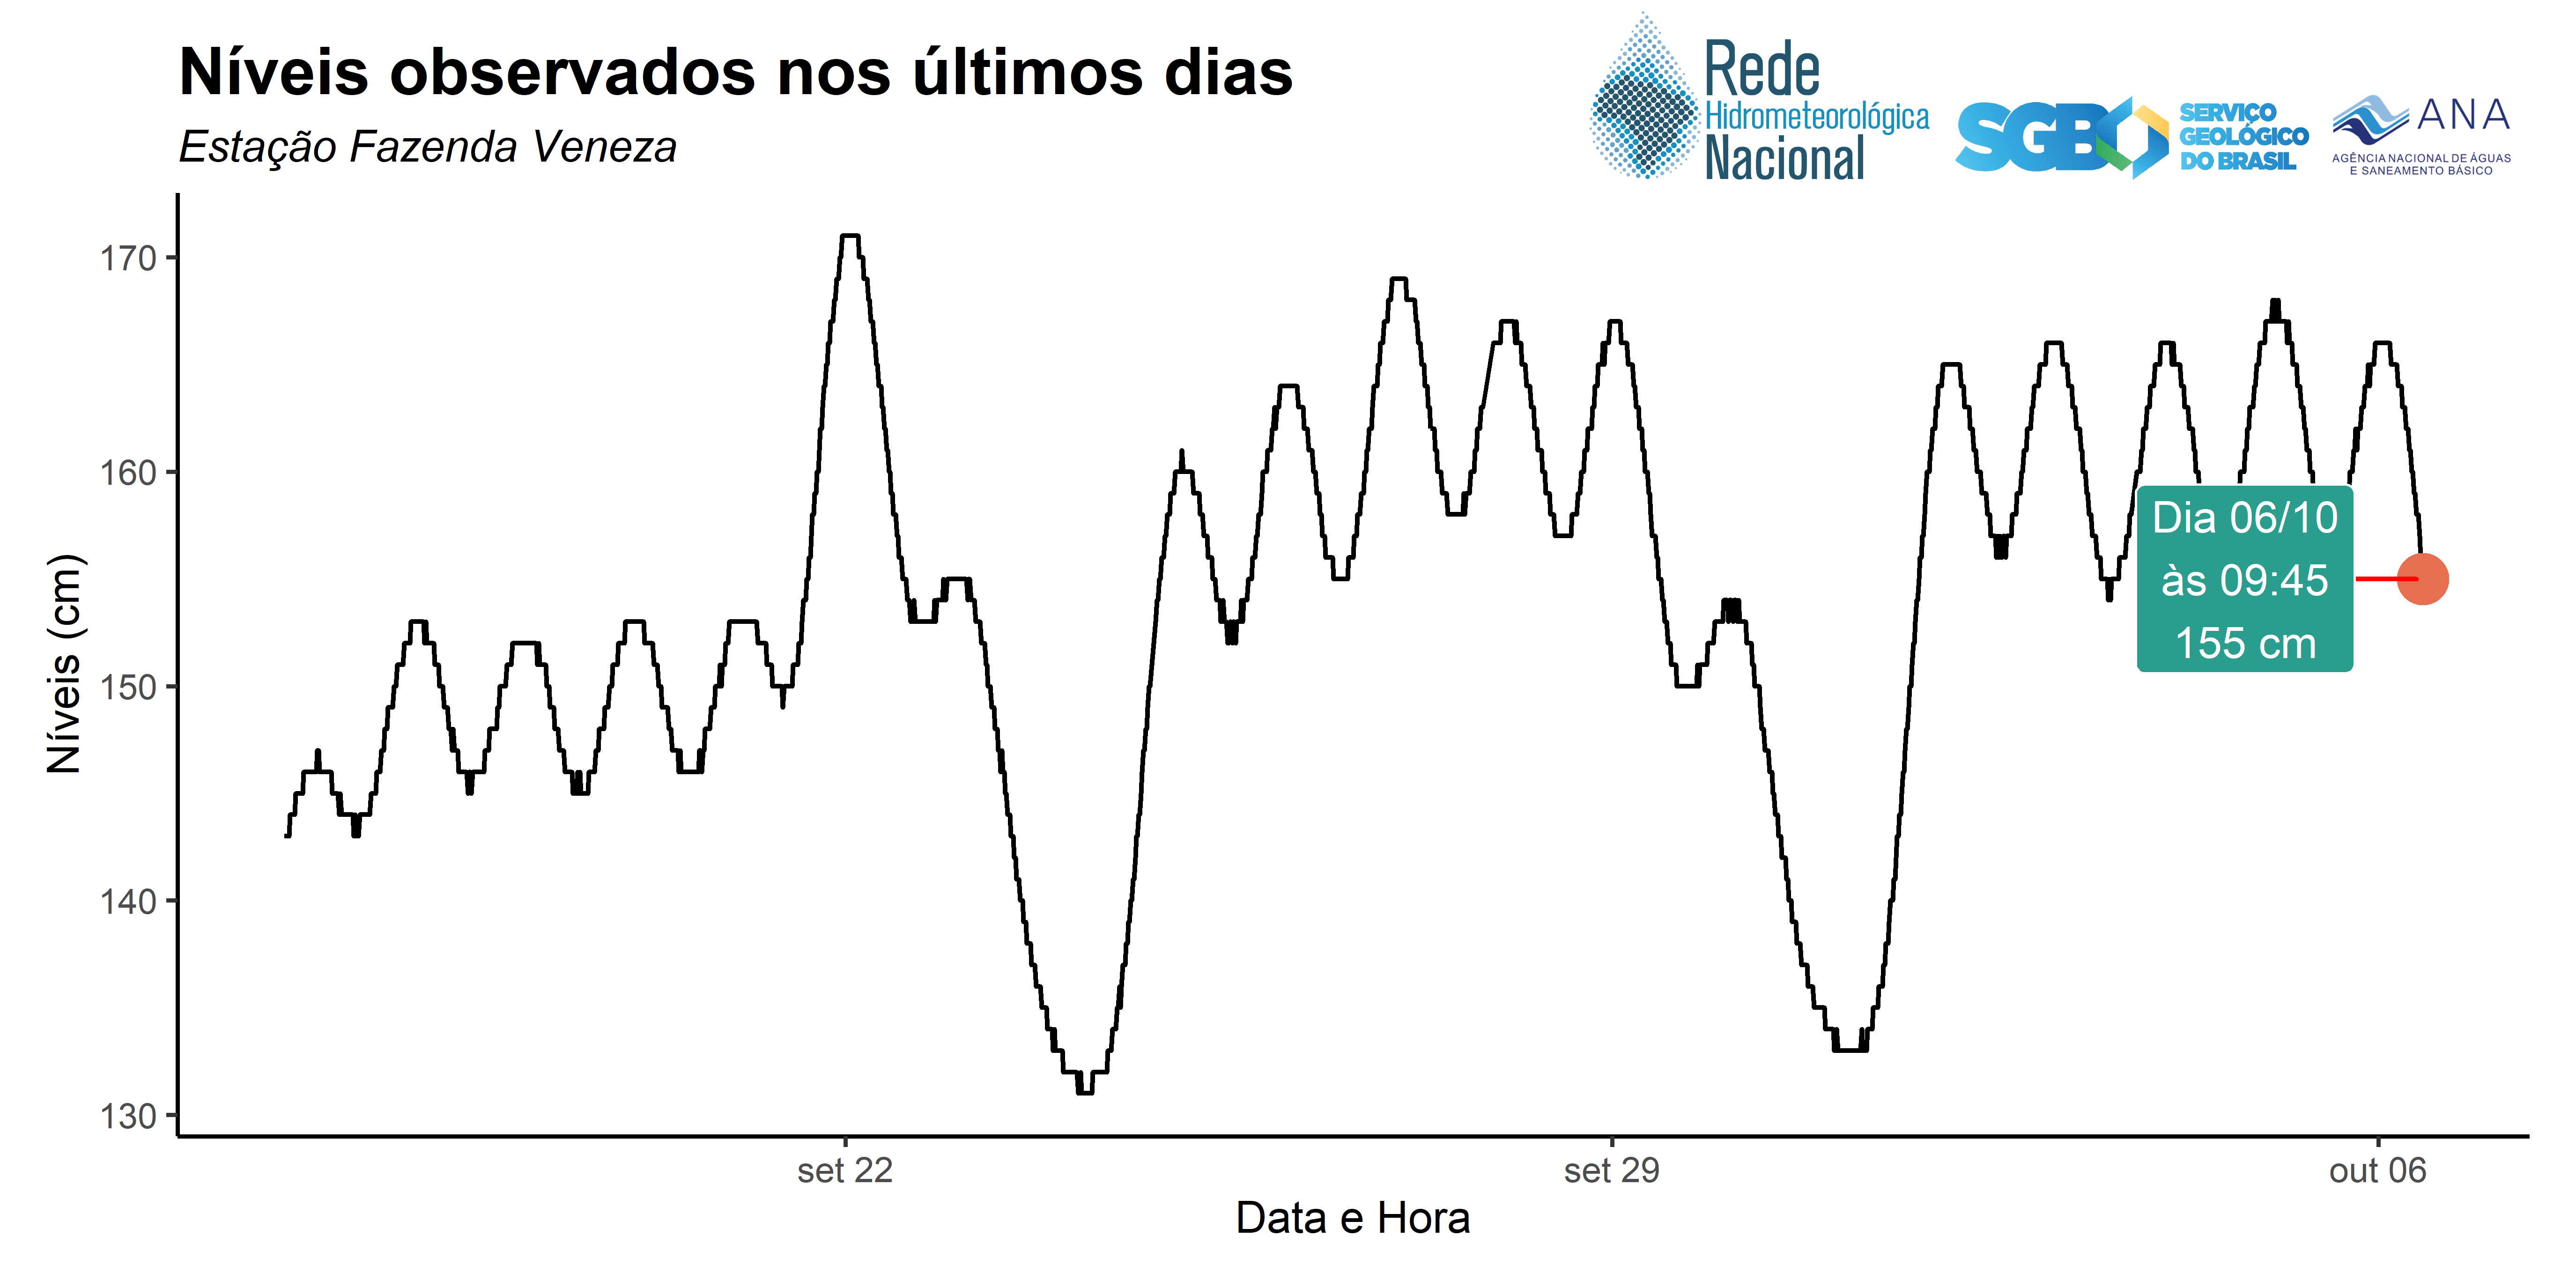 Níveis observados nos últimos dias
Estação Fazenda Veneza
Rede
Hidrometeorológica
Nacional
SGB
SERVIÇO
GEOLÓGICO
DO BRASIL
ANA
AGÊNCIA NACIONAL DE ÁGUAS
E SANEAMENTO BÁSICO
Níveis (cm)
170
160
150
140
130
Dia 06/10
às 09:45
155 cm
set 22
set 29
out 06
Data e Hora